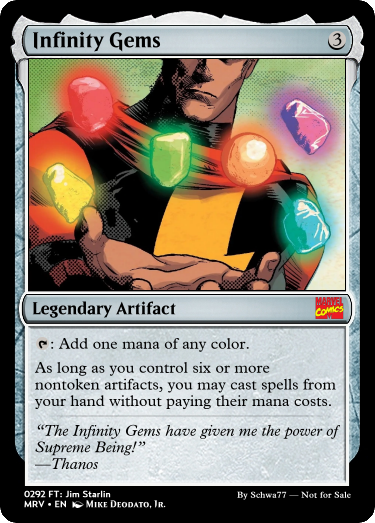 Infinity Gems 3
Legendary Artifact
MARVEL
COMICS
: Add one mana of any color.
As long as you control six or more
nontoken artifacts, you may cast spells from
your hand without paying their mana costs.
“The Infinity Gems have given me the power of
Supreme Being!”
—Thanos
0292 FT: Jim Starlin
MRV • EN Mike Deodato, Jr.
By Schwa77 — Not for Sale